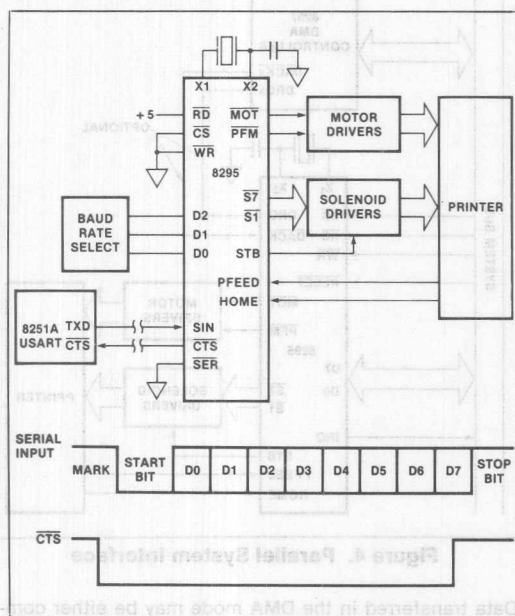 X1 X2
+5 RD MOT
CS PFM
WR
8295
MOTOR
DRIVERS
S7
S1
SOLENOID
DRIVERS
PRINTER
BAUD
RATE
SELECT
D2
D1
D0 STB
PFEED
HOME
8251A TXD
USART CTS
SIN
CTS
SER
SERIAL
INPUT
MARK START
BIT D0 D1 D2 D3 D4 D5 D6 D7 STOP
BIT
CTS
Figure 4. Parallel System Interface
Data transferred in the DMA mode may be either com-